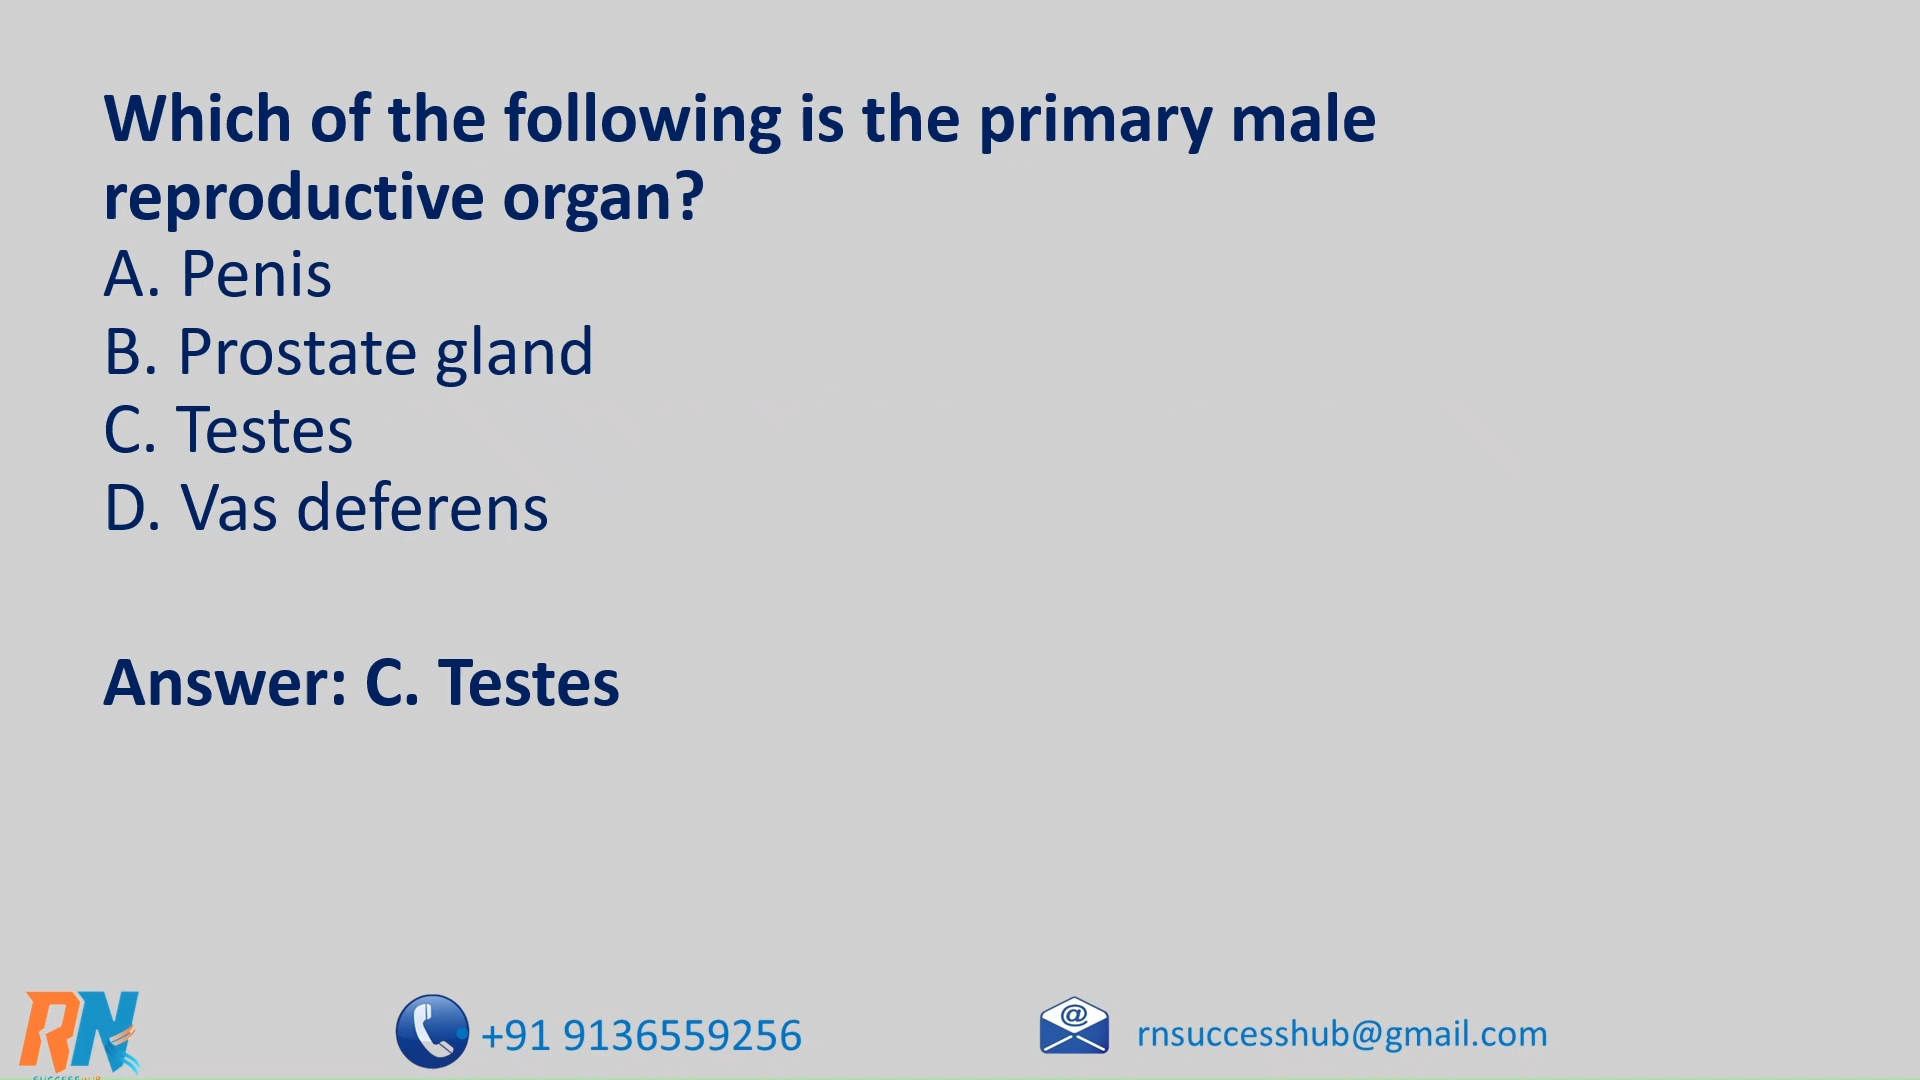 Which of the following is the primary male
reproductive organ?
A. Penis
B. Prostate gland
C. Testes
D. Vas deferens
Answer: C. Testes
RN
SUCCESSHUB
+91 9136559256
@
rnsuccesshub@gmail.com